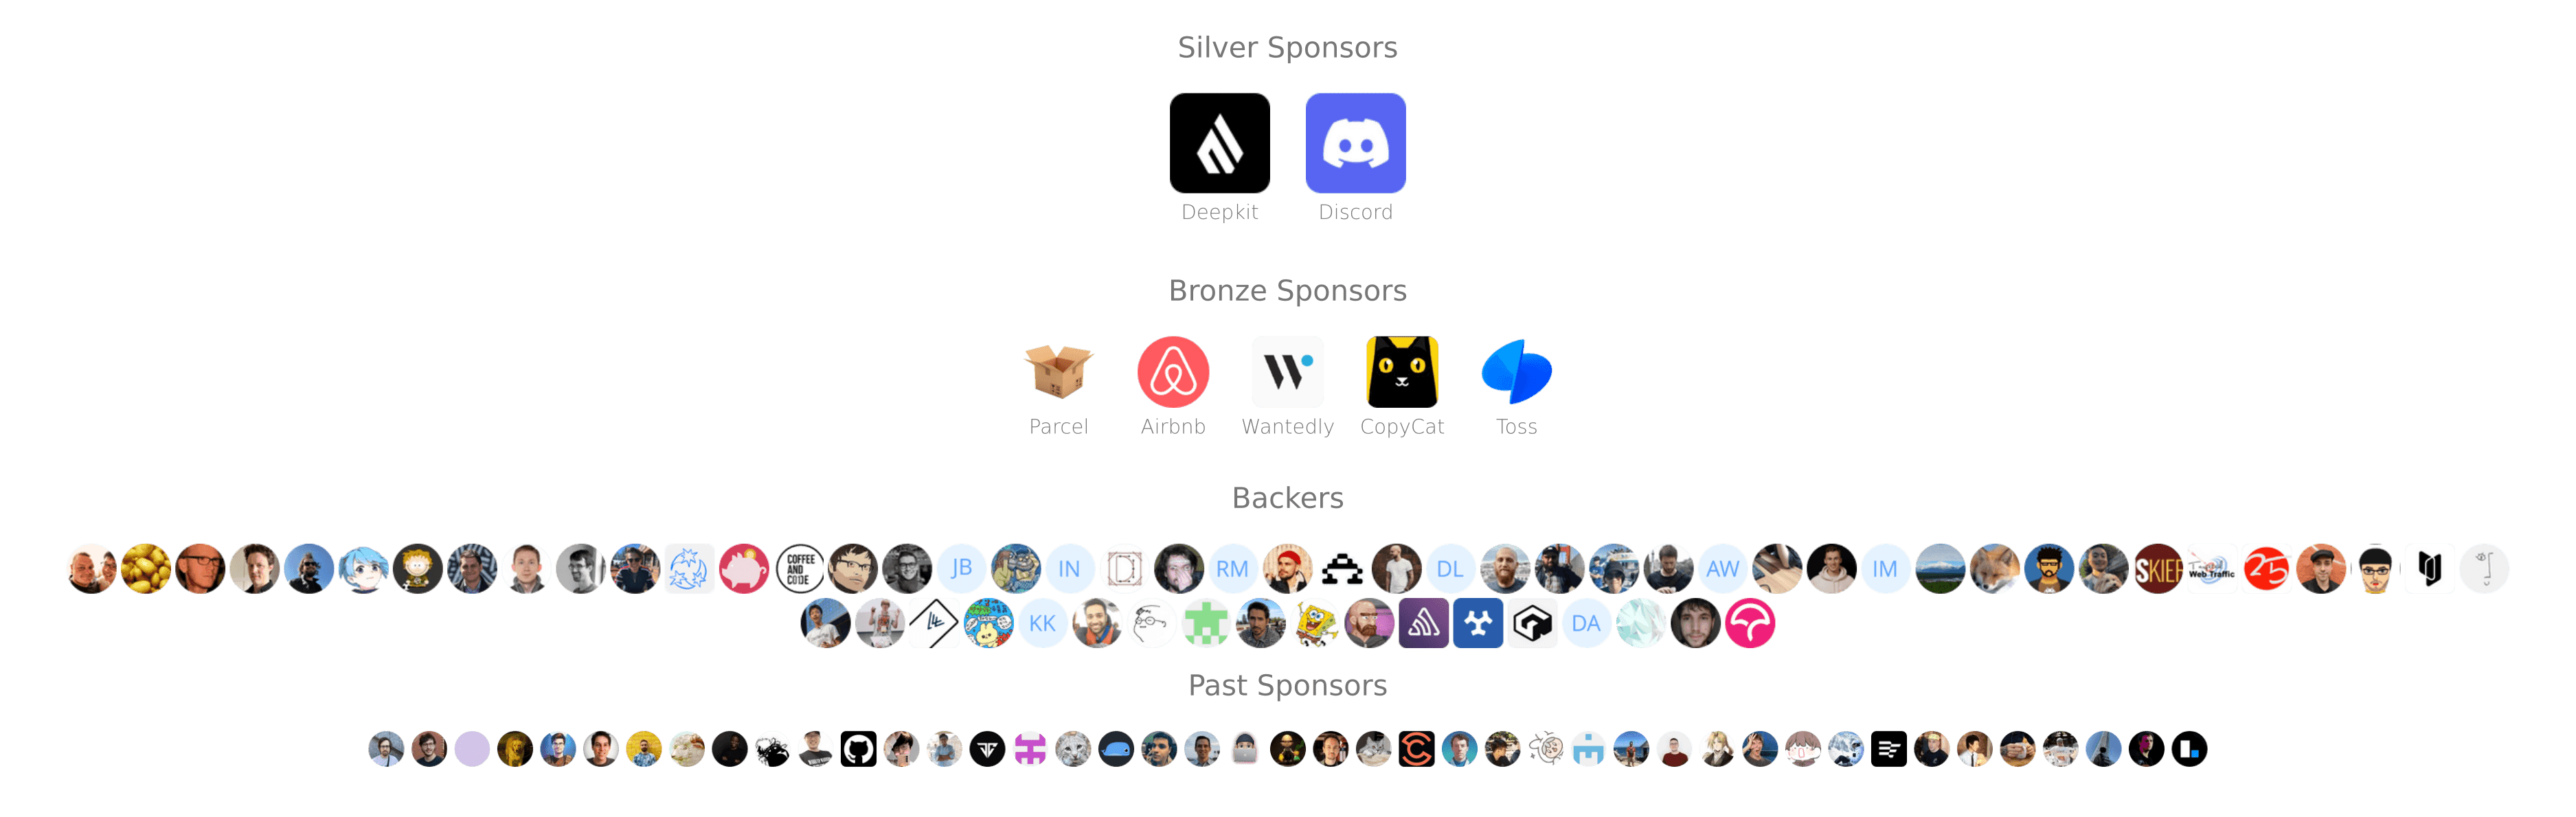 Silver Sponsors
Deepkit Discord
Bronze Sponsors
Parcel Airbnb Wantedly CopyCat Toss
Backers
COFFEE AND CODE JB IN RM DL AW IM SKIEF Web Traffic 25
KK DA
Past Sponsors